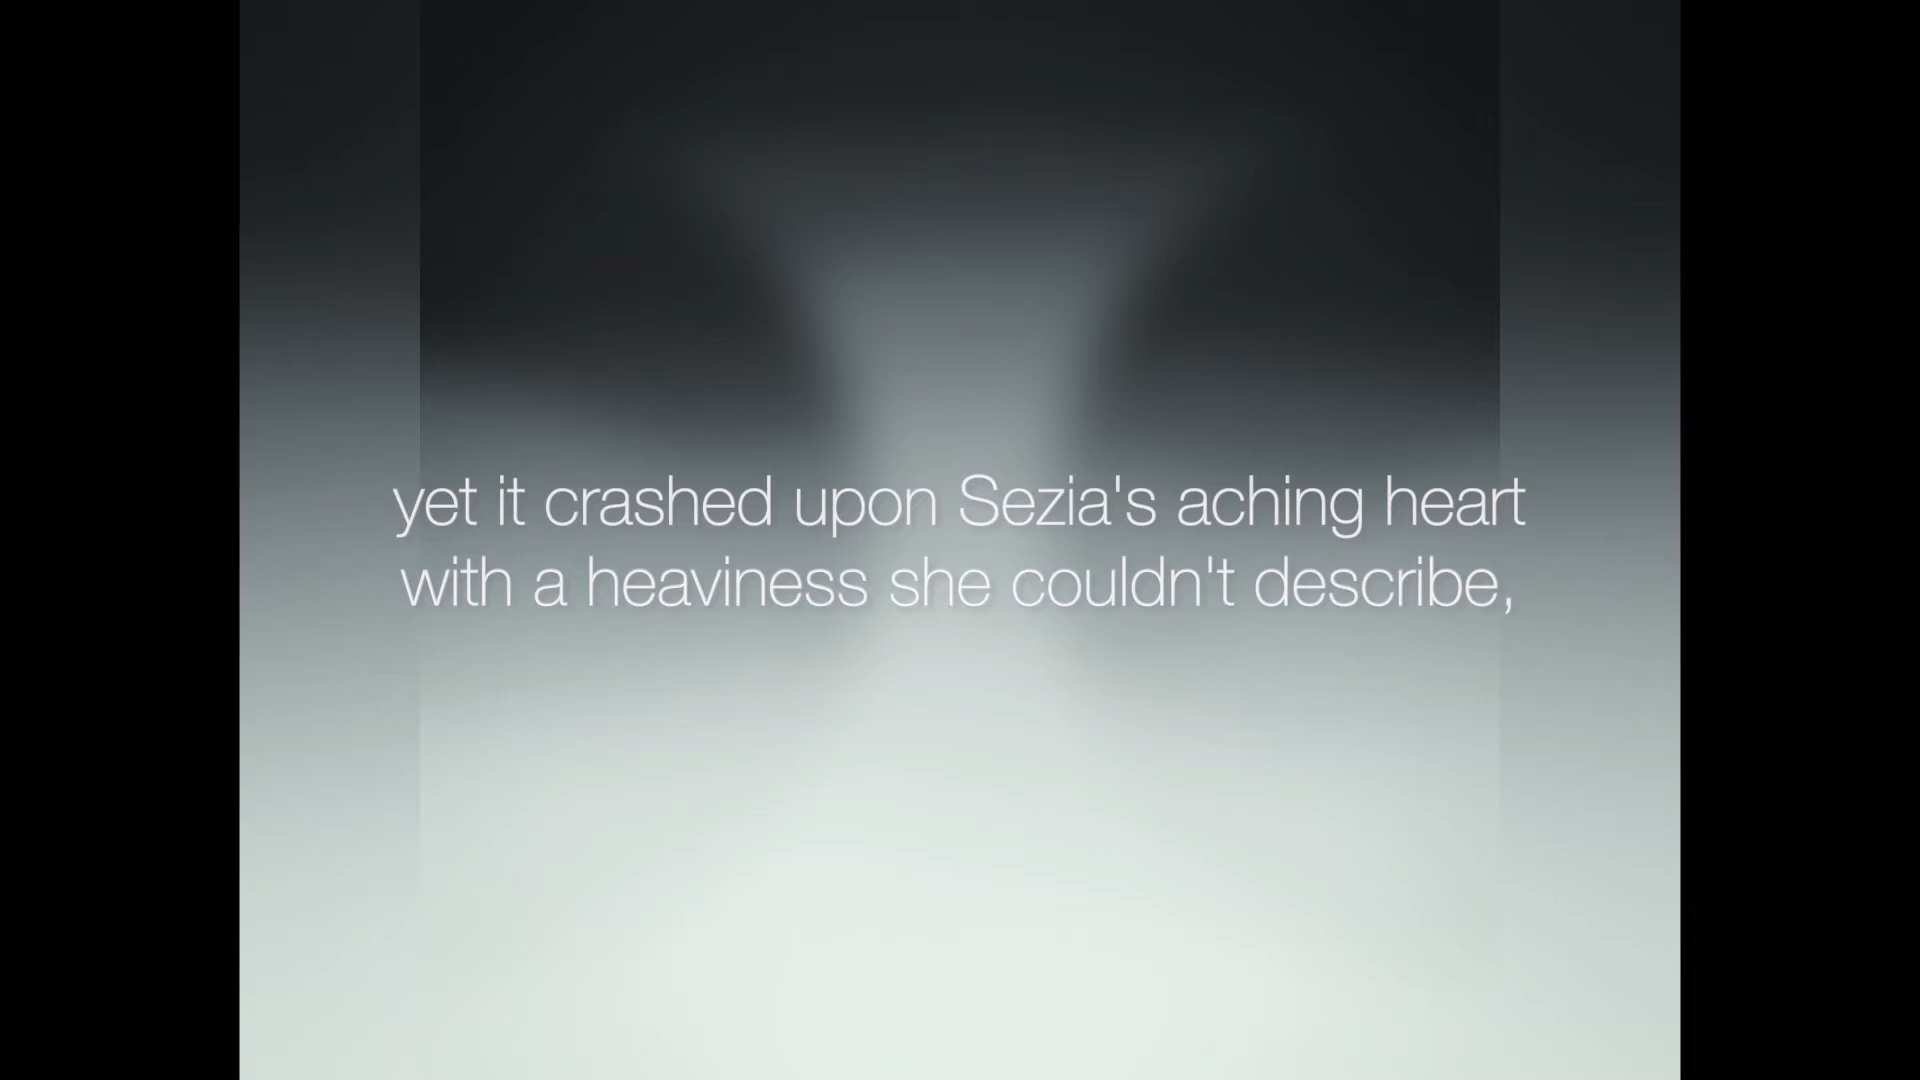 yet it crashed upon Sezia's aching heart
with a heaviness she couldn't describe,